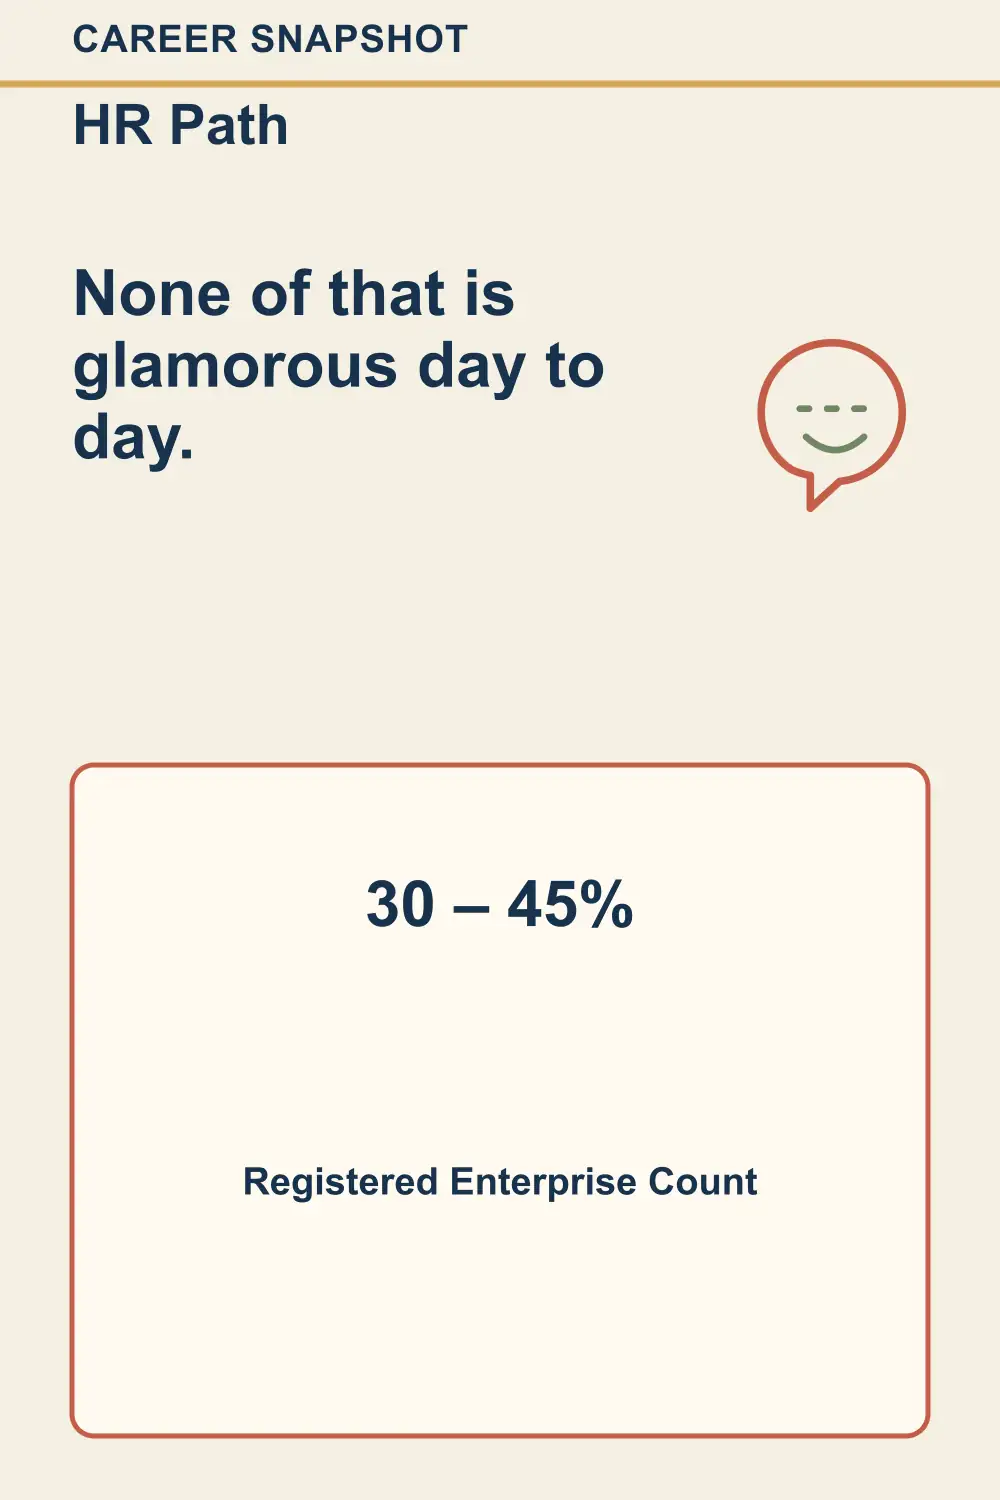 CAREER SNAPSHOT
HR Path
None of that is
glamorous day to
day.
30 – 45%
Registered Enterprise Count